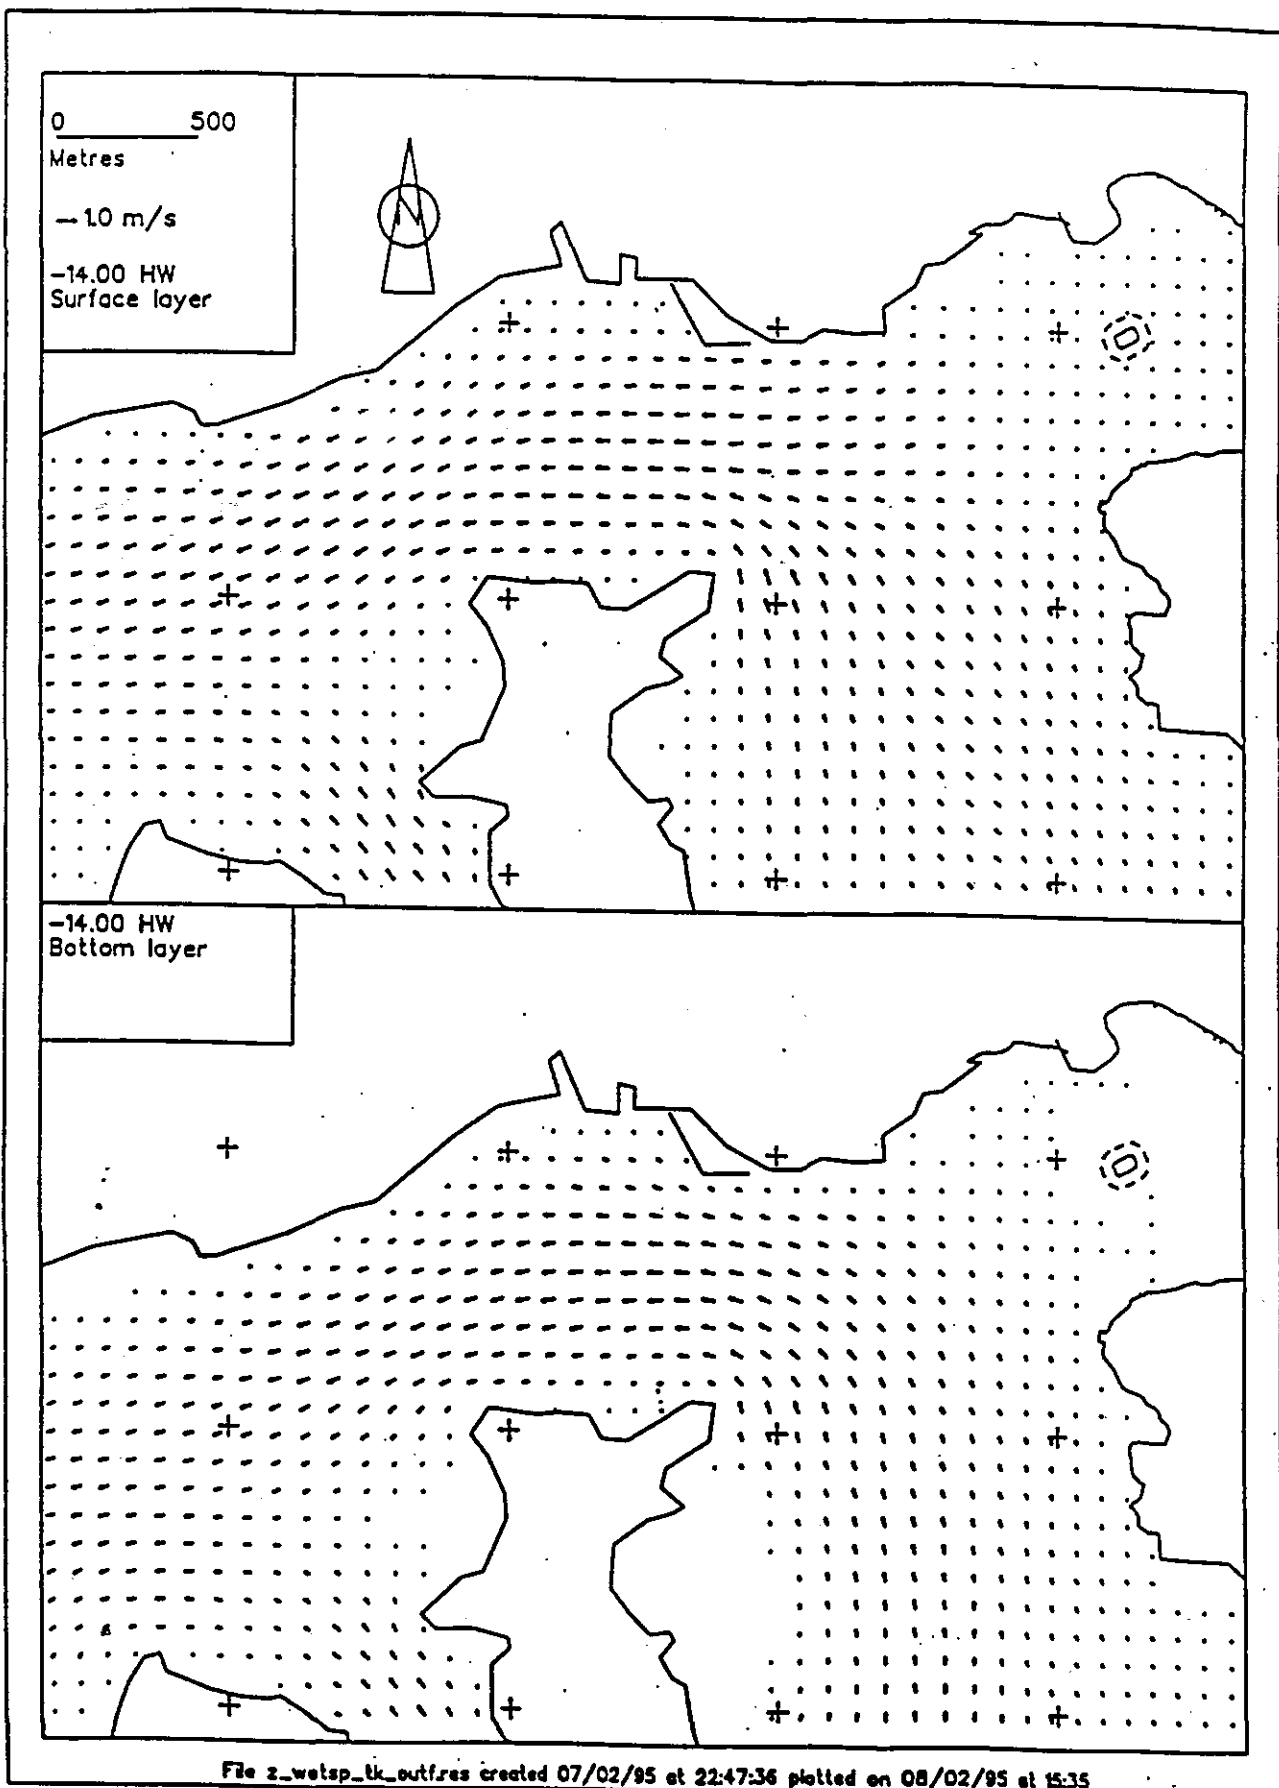 0 500
Metres
1.0 m/s
-14.00 HW
Surface layer
N
-14.00 HW
Bottom layer
File z_wetsp_tk_outf.res created 07/02/95 at 22:47:36 plotted on 08/02/95 at 15:35